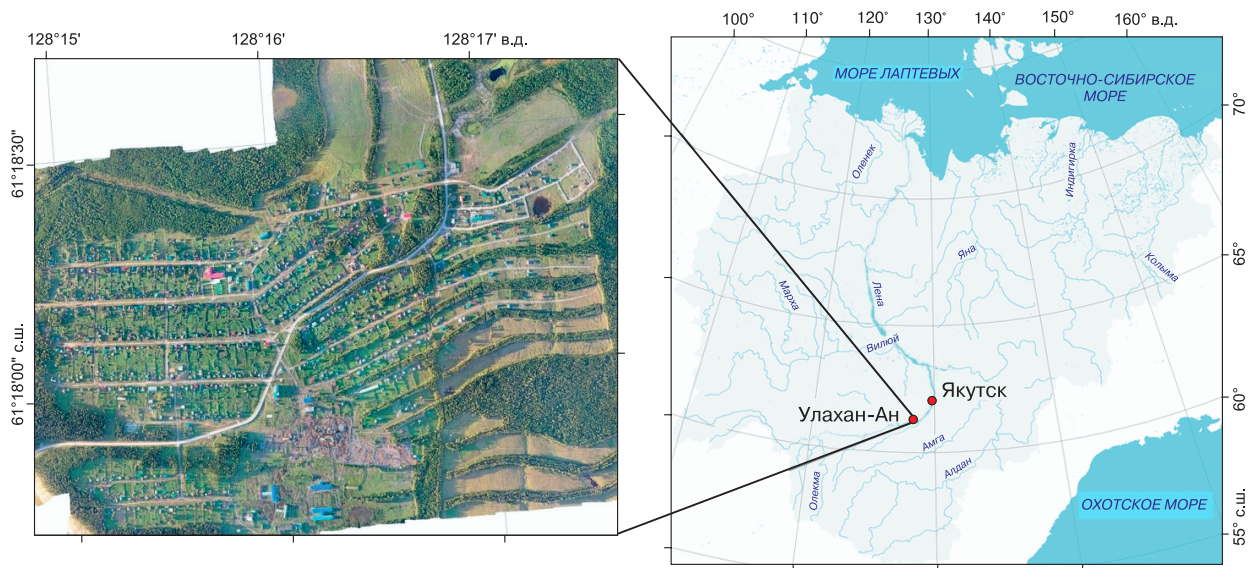 128°15'
128°16'
128°17' в.д.
61°18'30"
61°18'00" с.ш.
100°
110°
120°
130°
140°
150°
160° в.д.
МОРЕ ЛАПТЕВЫХ
ВОСТОЧНО-СИБИРСКОЕ
МОРЕ
70°
Оленек
Индигирка
Яна
Колыма
65°
Марха
Лена
Вилюй
Якутск
60°
Улахан-Ан
Амга
Алдан
Олекма
ОХОТСКОЕ МОРЕ
55° с.ш.